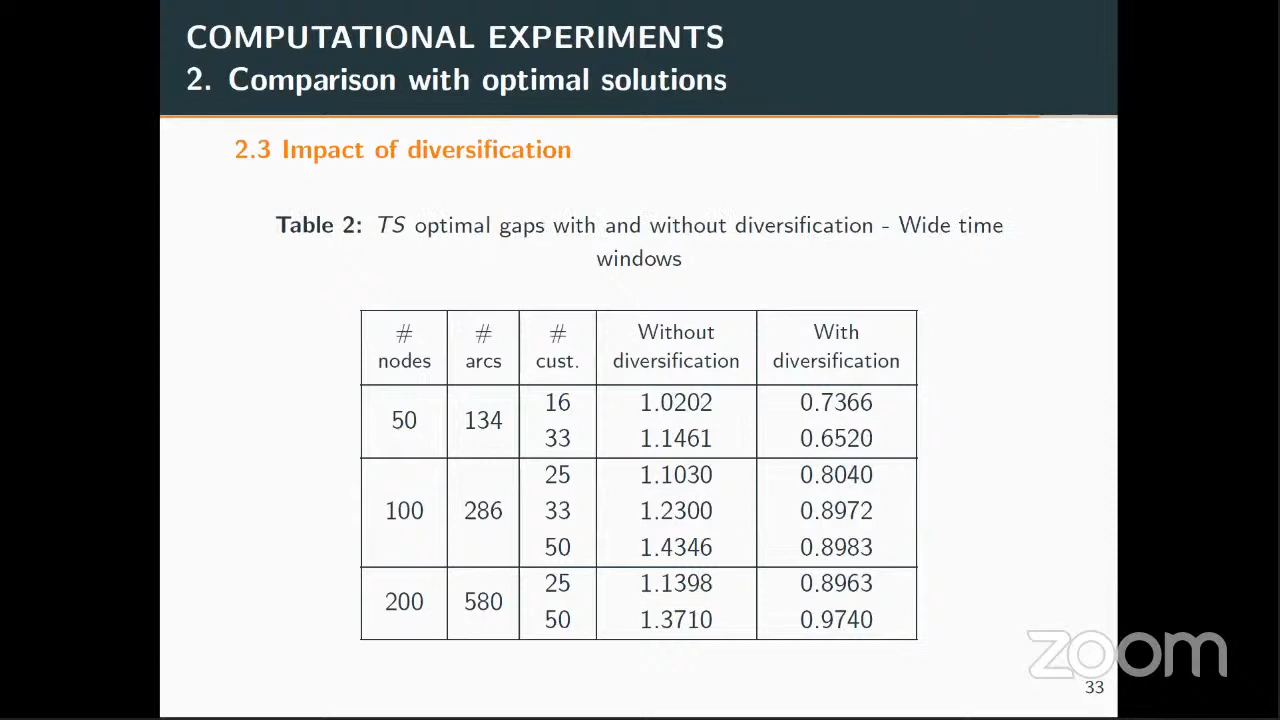 COMPUTATIONAL EXPERIMENTS
2. Comparison with optimal solutions
2.3 Impact of diversification
Table 2: TS optimal gaps with and without diversification - Wide time
windows
# # # Without With
nodes arcs cust. diversification diversification
50 134 16 1.0202 0.7366
33 1.1461 0.6520
100 286 25 1.1030 0.8040
33 1.2300 0.8972
50 1.4346 0.8983
200 580 25 1.1398 0.8963
50 1.3710 0.9740
zoom
33